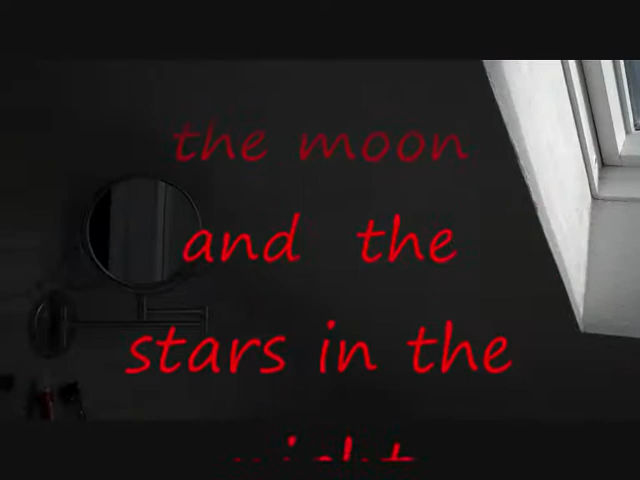 the moon
and the
stars in the